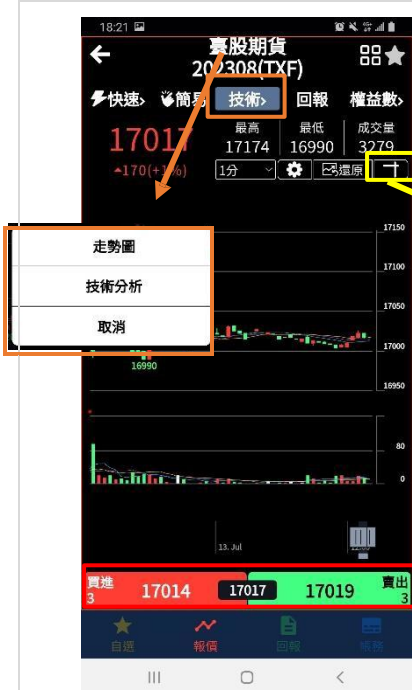 18:21
臺股期貨
202308(TXF)
快速› 簡易 技術› 回報 權益數›
最高 最低 成交量
17017 17174 16990 3279
170(+1%) 1分 還原
17150
走勢圖
17100
技術分析
17050
取消
17000
16990
16950
80
0
13. Jul
買進 賣出
3 17014 17017 17019 3
自選 報價 回報 帳務